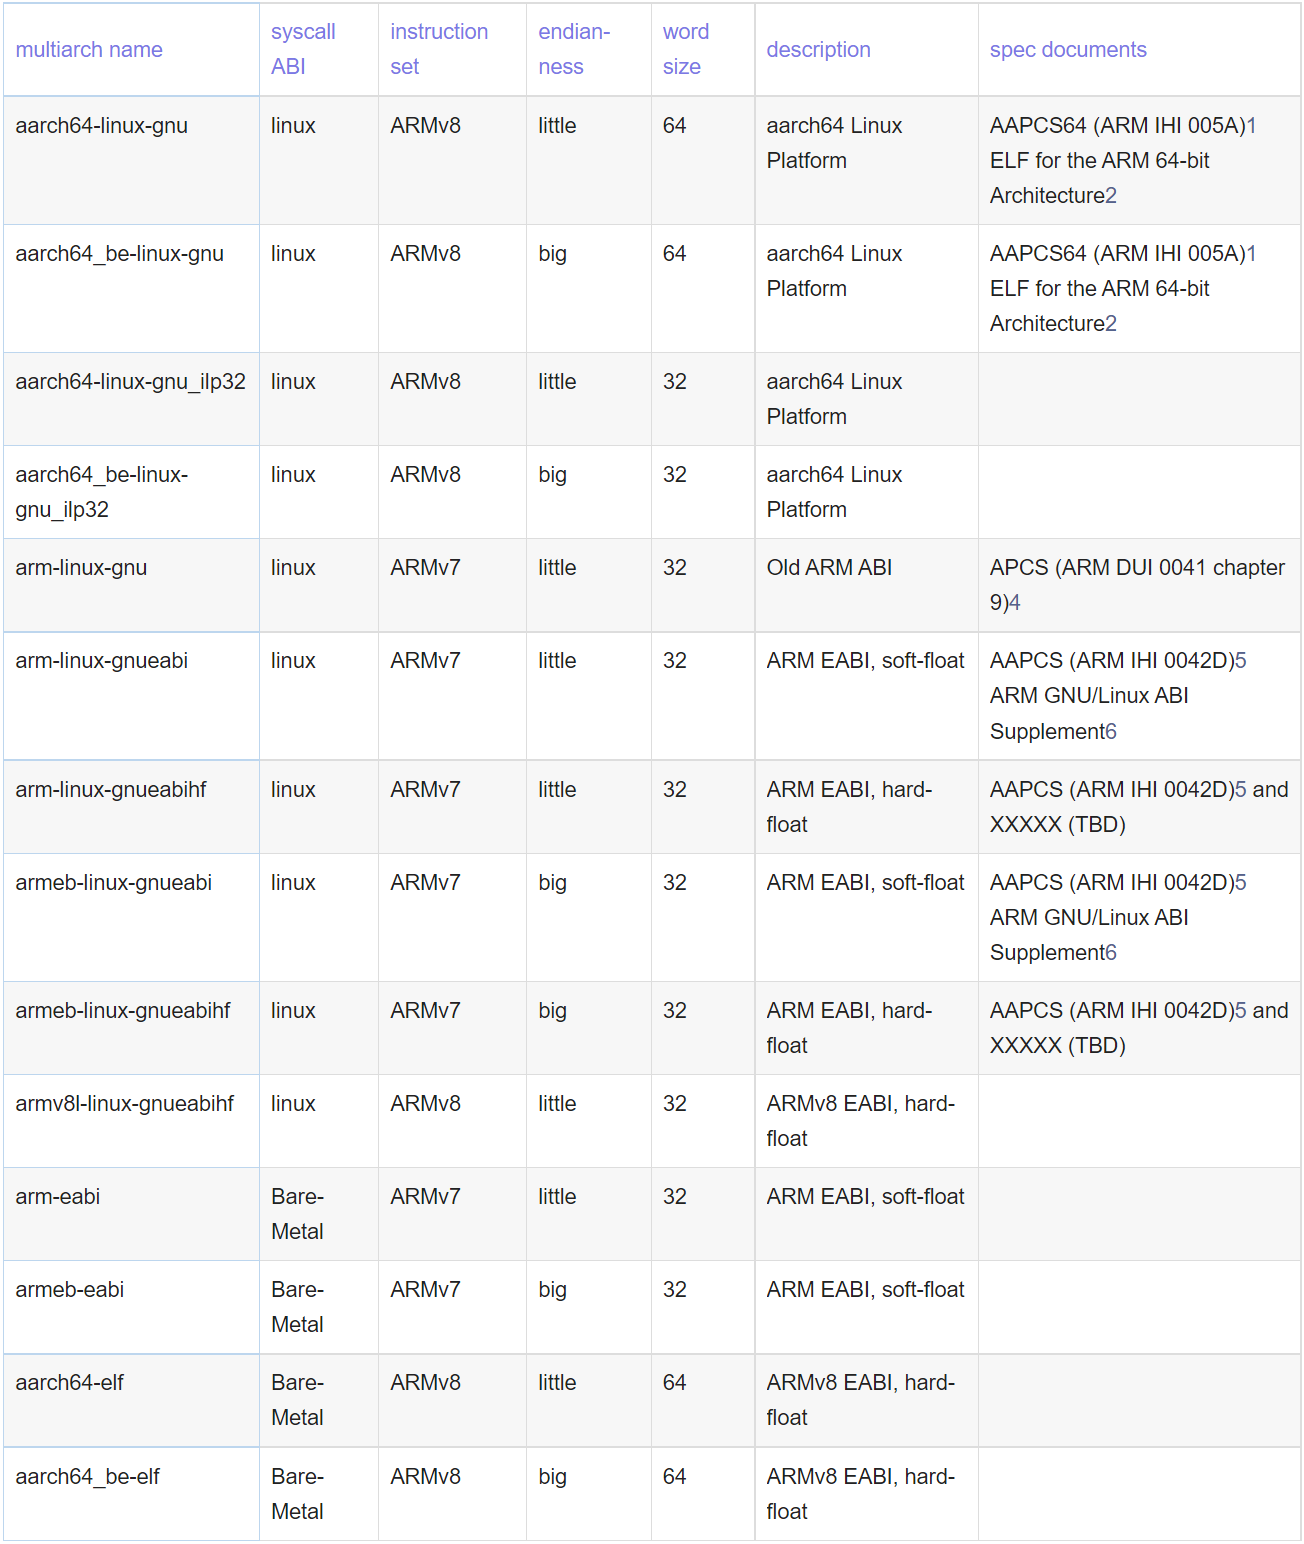 multiarch name
syscall
ABI
instruction
set
endian-
ness
word
size
description
spec documents
aarch64-linux-gnu
linux
ARMv8
little
64
aarch64 Linux
Platform
AAPCS64 (ARM IHI 005A)1
ELF for the ARM 64-bit
Architecture2
aarch64_be-linux-gnu
linux
ARMv8
big
64
aarch64 Linux
Platform
AAPCS64 (ARM IHI 005A)1
ELF for the ARM 64-bit
Architecture2
aarch64-linux-gnu_ilp32
linux
ARMv8
little
32
aarch64 Linux
Platform
aarch64_be-linux-
gnu_ilp32
linux
ARMv8
big
32
aarch64 Linux
Platform
arm-linux-gnu
linux
ARMv7
little
32
Old ARM ABI
APCS (ARM DUI 0041 chapter
9)4
arm-linux-gnueabi
linux
ARMv7
little
32
ARM EABI, soft-float
AAPCS (ARM IHI 0042D)5
ARM GNU/Linux ABI
Supplement6
arm-linux-gnueabihf
linux
ARMv7
little
32
ARM EABI, hard-
float
AAPCS (ARM IHI 0042D)5 and
XXXXX (TBD)
armeb-linux-gnueabi
linux
ARMv7
big
32
ARM EABI, soft-float
AAPCS (ARM IHI 0042D)5
ARM GNU/Linux ABI
Supplement6
armeb-linux-gnueabihf
linux
ARMv7
big
32
ARM EABI, hard-
float
AAPCS (ARM IHI 0042D)5 and
XXXXX (TBD)
armv8l-linux-gnueabihf
linux
ARMv8
little
32
ARMv8 EABI, hard-
float
arm-eabi
Bare-
Metal
ARMv7
little
32
ARM EABI, soft-float
armeb-eabi
Bare-
Metal
ARMv7
big
32
ARM EABI, soft-float
aarch64-elf
Bare-
Metal
ARMv8
little
64
ARMv8 EABI, hard-
float
aarch64_be-elf
Bare-
Metal
ARMv8
big
64
ARMv8 EABI, hard-
float